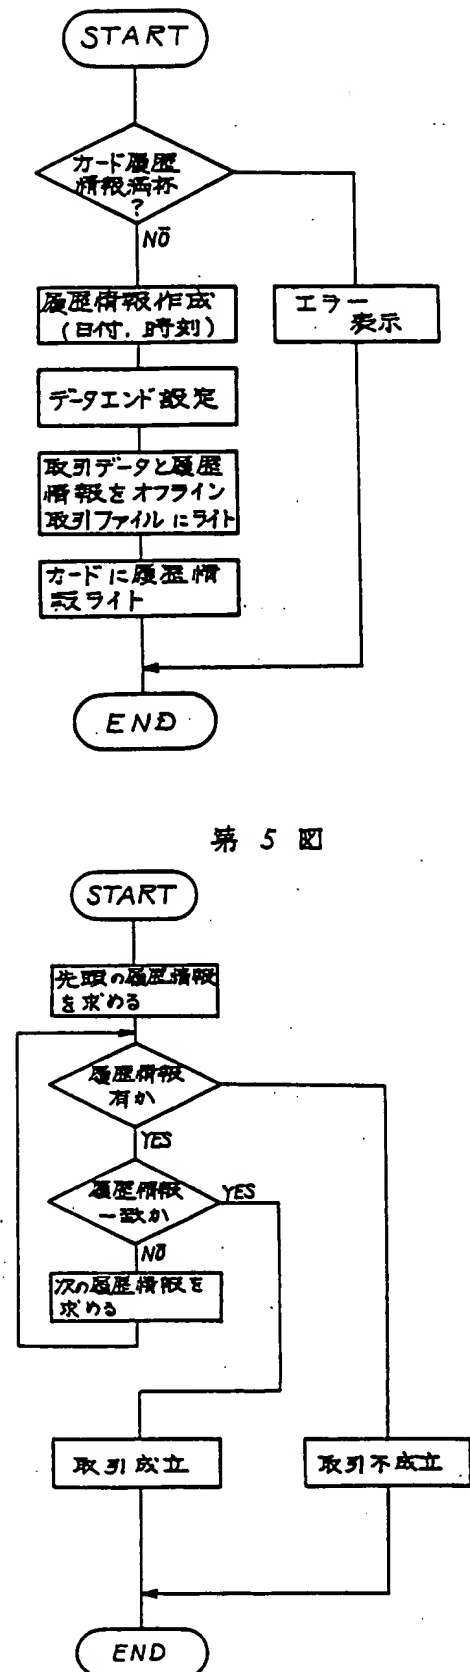 START
カード履歴
情報満杯
?
NO
履歴情報作成
(日付,時刻)
エラー
表示
データエンド設定
取引データと履歴
情報をオフライン
取引ファイルにライト
カードに履歴情
報ライト
END
第 5 図
START
先頭の履歴情報
を求める
履歴情報
有か
YES
履歴情報
一致か
YES
NO
次の履歴情報を
求める
取引成立
取引不成立
END